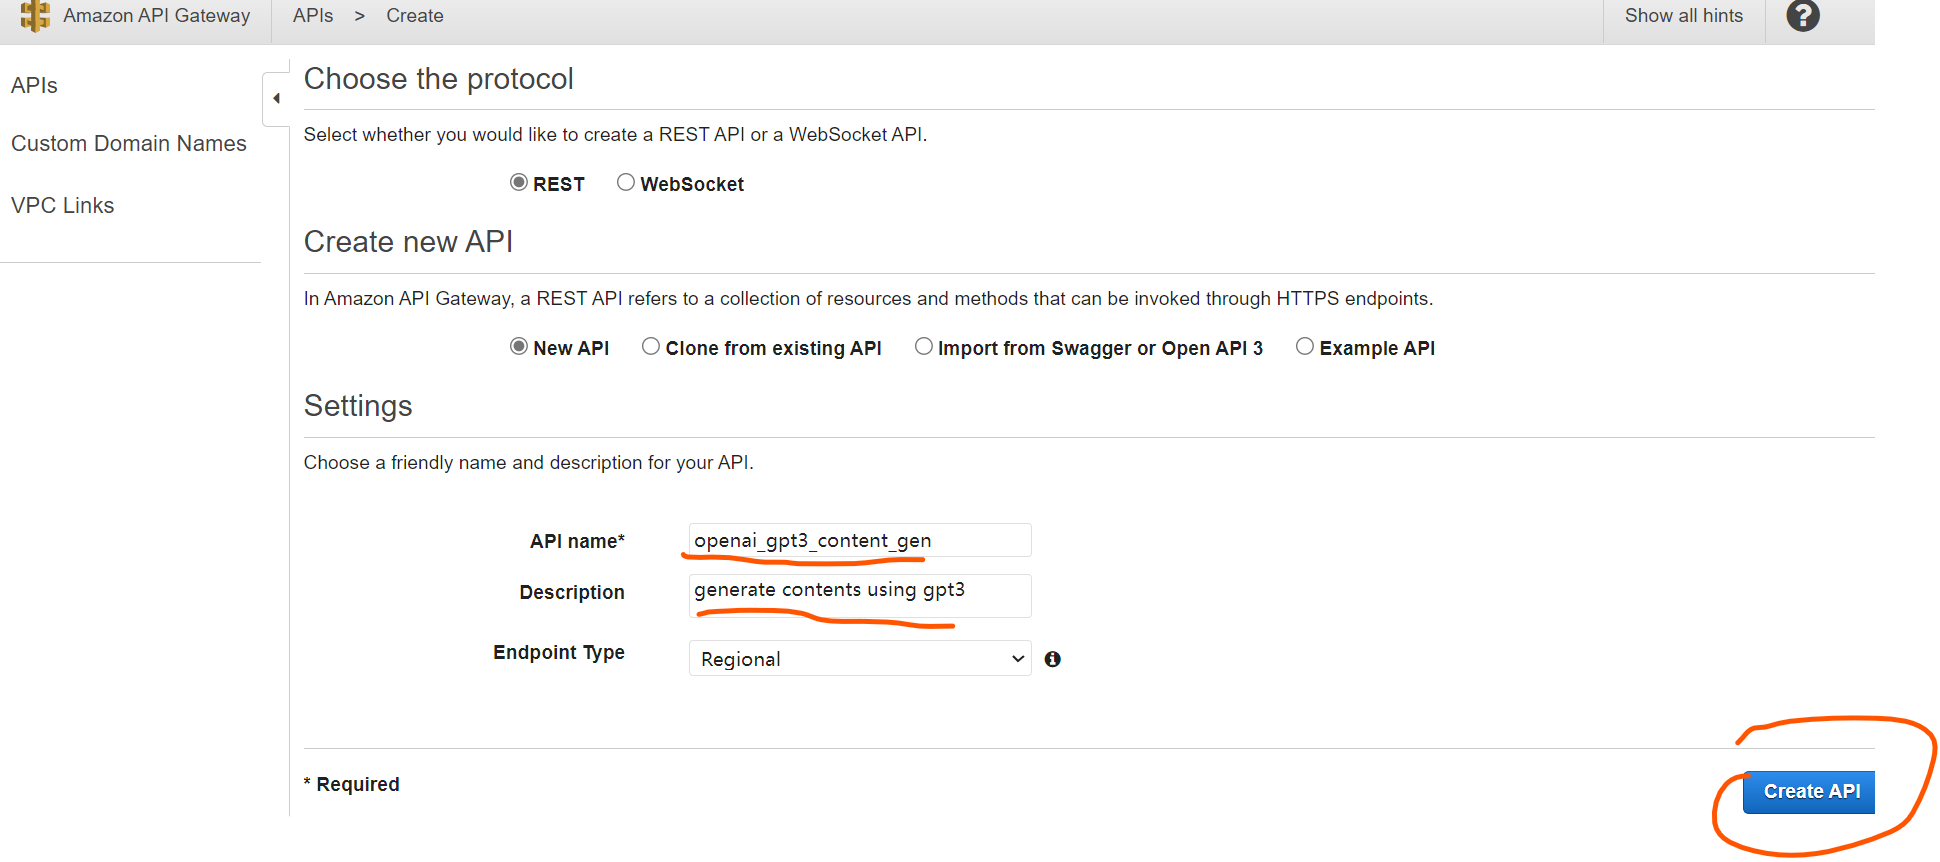 Amazon API Gateway APIs > Create Show all hints ?
APIs
Custom Domain Names
VPC Links
Choose the protocol
Select whether you would like to create a REST API or a WebSocket API.
REST WebSocket
Create new API
In Amazon API Gateway, a REST API refers to a collection of resources and methods that can be invoked through HTTPS endpoints.
New API Clone from existing API Import from Swagger or Open API 3 Example API
Settings
Choose a friendly name and description for your API.
API name* openai_gpt3_content_gen
Description generate contents using gpt3
Endpoint Type Regional
* Required Create API